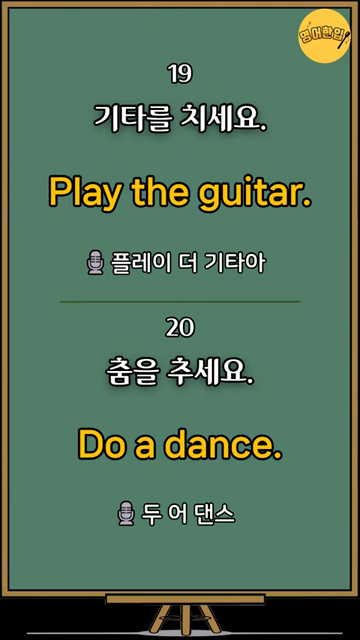 영어한입
19
기타를 치세요.
Play the guitar.
플레이 더 기타아
20
춤을 추세요.
Do a dance.
두 어 댄스